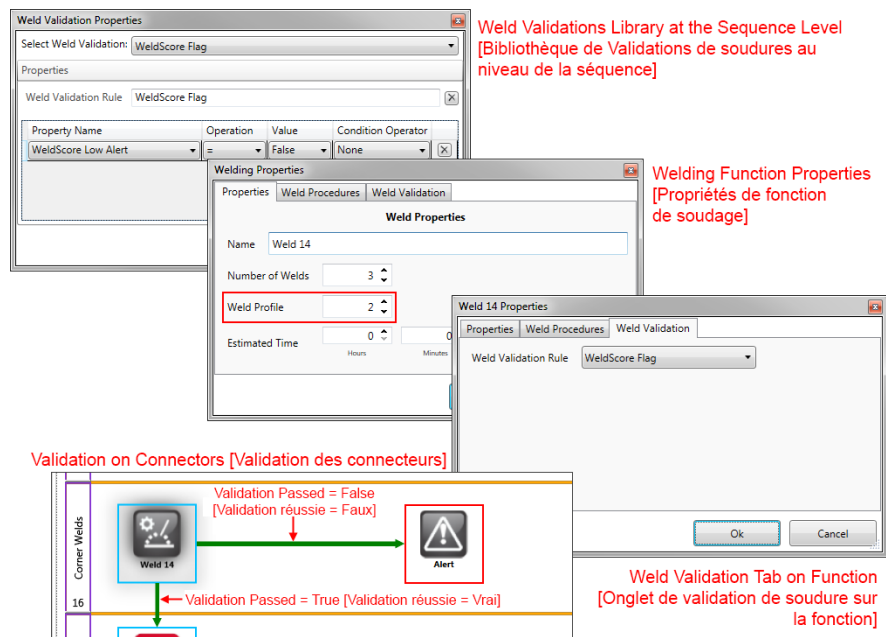 Weld Validation Properties
Select Weld Validation: WeldScore Flag
Properties
Weld Validation Rule WeldScore Flag
Property Name Operation Value Condition Operator
WeldScore Low Alert = False None
Weld Validations Library at the Sequence Level
[Bibliothèque de Validations de soudures au
niveau de la séquence]
Welding Properties
Properties Weld Procedures Weld Validation
Weld Properties
Name Weld 14
Number of Welds 3
Weld Profile 2
Estimated Time 0 0
Hours Minutes
Welding Function Properties
[Propriétés de fonction
de soudage]
Weld 14 Properties
Properties Weld Procedures Weld Validation
Weld Validation Rule WeldScore Flag
Ok Cancel
Weld Validation Tab on Function
[Onglet de validation de soudure sur
la fonction]
Validation on Connectors [Validation des connecteurs]
Validation Passed = False
[Validation réussie = Faux]
Corner Welds
16
Weld 14
Alert
Validation Passed = True [Validation réussie = Vrai]